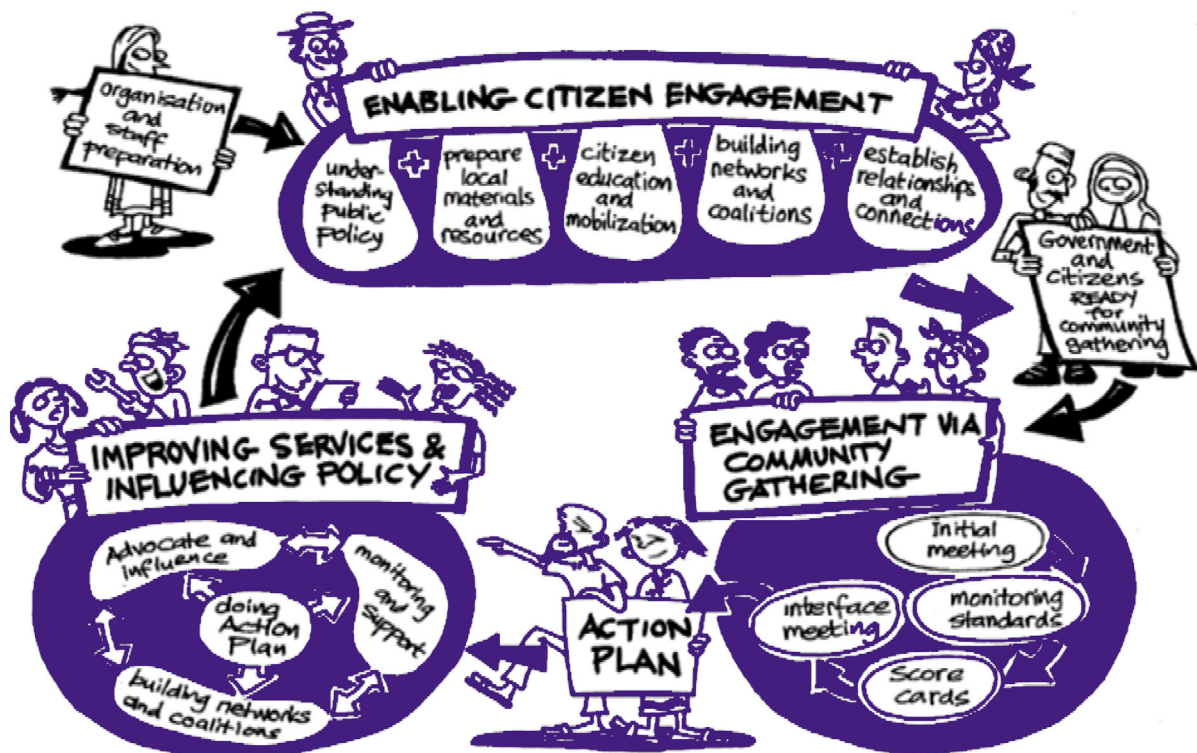 Organisation
and
staff
preparation
ENABLING CITIZEN ENGAGEMENT
under-
standing
public
policy
+
prepare
local
materials
and
resources
+
citizen
education
and
mobilization
+
building
networks
and
coalitions
+
establish
relationships
and
connections
Government
and
citizens
READY
for
community
gathering
ENGAGEMENT VIA
COMMUNITY
GATHERING
Initial
meeting
monitoring
standards
Score
cards
interface
meeting
ACTION
PLAN
IMPROVING SERVICES &
INFLUENCING POLICY
Advocate and
influence
monitoring
and
Support
doing
Action
Plan
building networks
and coalitions